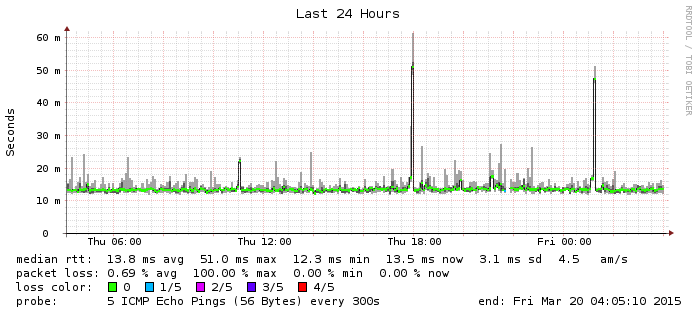 Last 24 Hours
RRDTOOL / TOBI OETIKER
Seconds
60 m
50 m
40 m
30 m
20 m
10 m
0
Thu 06:00 Thu 12:00 Thu 18:00 Fri 00:00
median rtt: 13.8 ms avg 51.0 ms max 12.3 ms min 13.5 ms now 3.1 ms sd 4.5 am/s
packet loss: 0.69 % avg 100.00 % max 0.00 % min 0.00 % now
loss color: 0 1/5 2/5 3/5 4/5
probe: 5 ICMP Echo Pings (56 Bytes) every 300s end: Fri Mar 20 04:05:10 2015